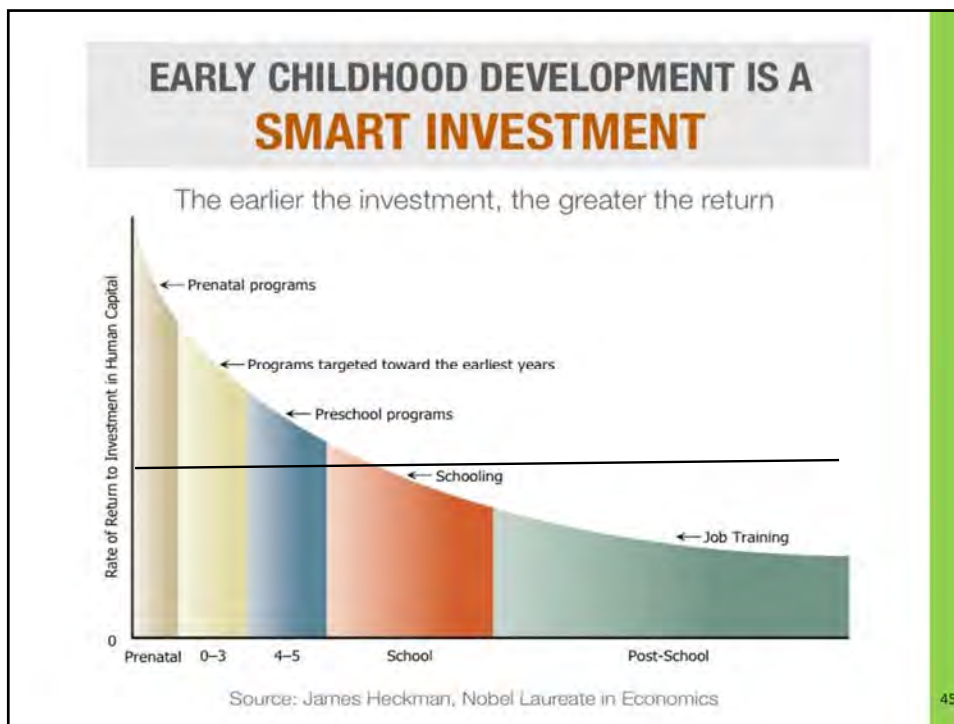 EARLY CHILDHOOD DEVELOPMENT IS A
SMART INVESTMENT
The earlier the investment, the greater the return
Rate of Return to Investment in Human Capital
Prenatal programs
Programs targeted toward the earliest years
Preschool programs
Schooling
Job Training
0
Prenatal 0–3 4–5 School Post-School
Source: James Heckman, Nobel Laureate in Economics
45